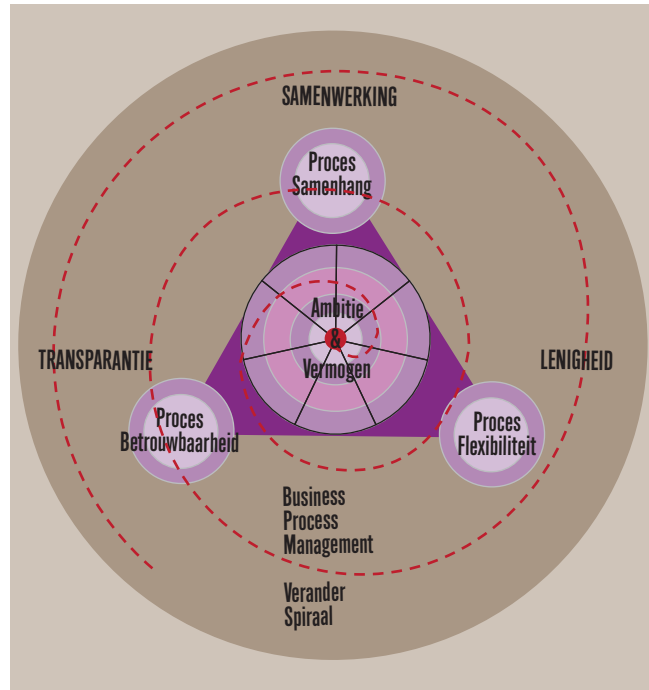 SAMENWERKING
Proces
Samenhang
Ambitie
&
Vermogen
TRANSPARANTIE
LENIGHEID
Proces
Betrouwbaarheid
Proces
Flexibiliteit
Business
Process
Management
Verander
Spiraal